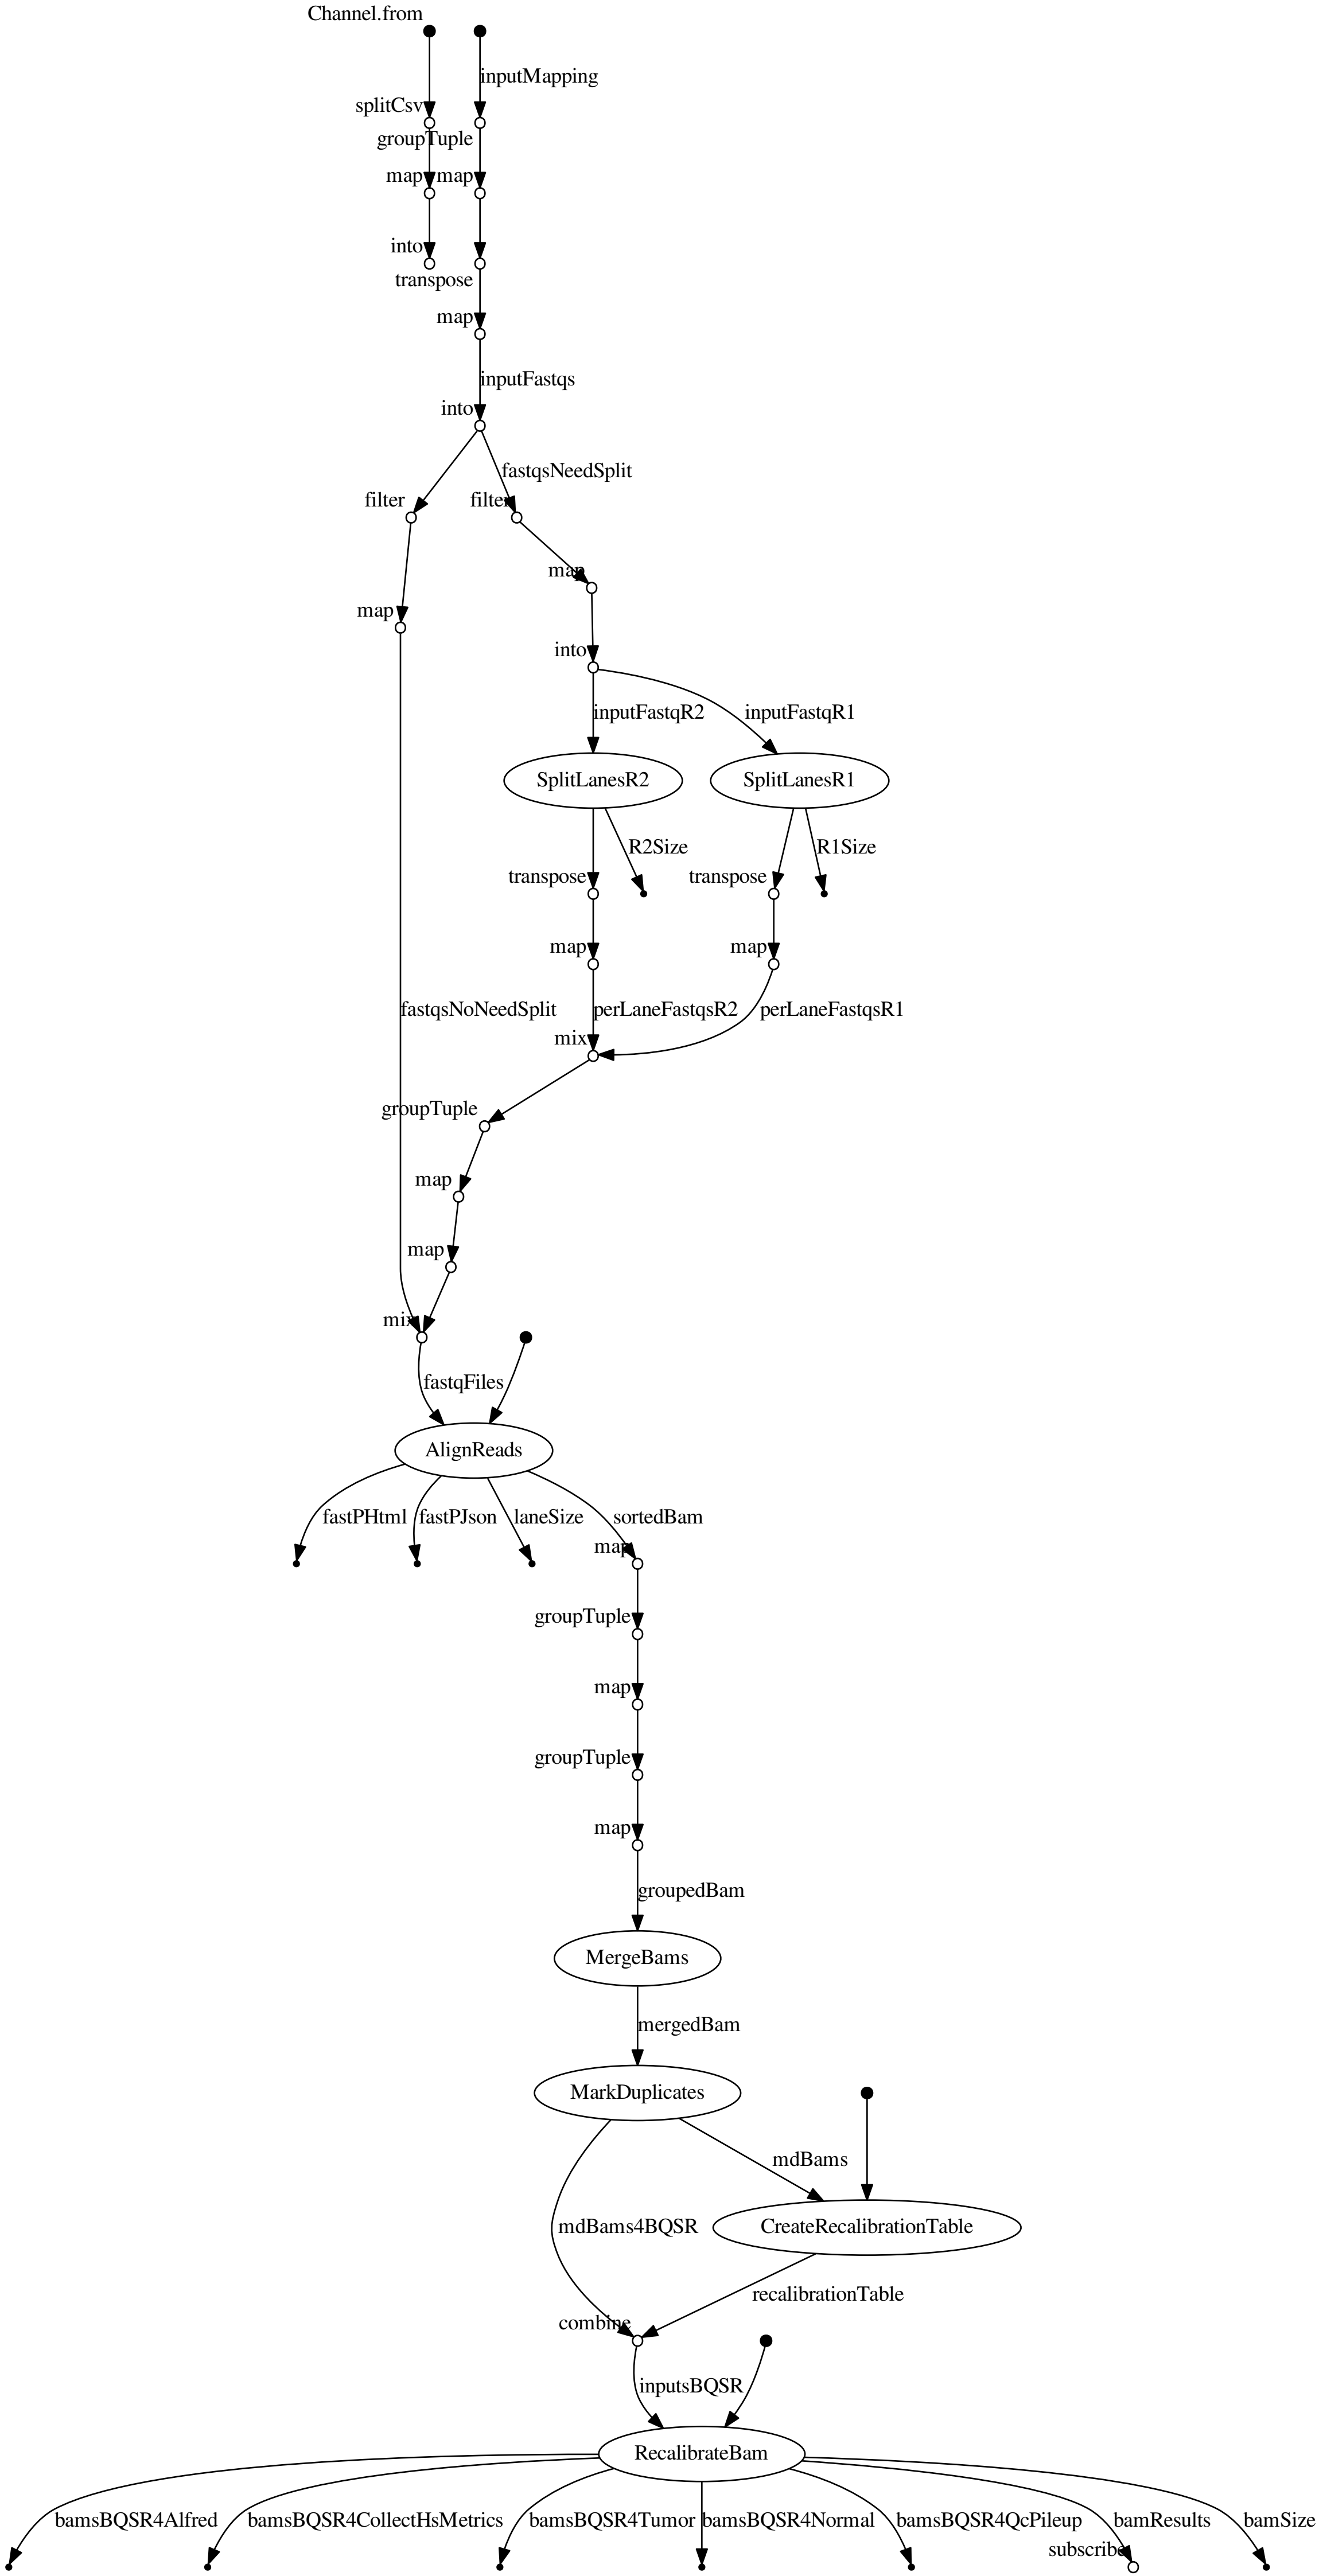 Channel.from
inputMapping
splitCsv
groupTuple
map
map
into
transpose
map
inputFastqs
into
fastqsNeedSplit
filter
filter
map
map
into
inputFastqR2
inputFastqR1
SplitLanesR2
SplitLanesR1
R2Size
R1Size
transpose
transpose
map
map
fastqsNoNeedSplit
perLaneFastqsR2
perLaneFastqsR1
mix
groupTuple
map
map
mix
fastqFiles
AlignReads
fastPHtml
fastPJson
laneSize
sortedBam
map
groupTuple
map
groupTuple
map
groupedBam
MergeBams
mergedBam
MarkDuplicates
mdBams
mdBams4BQSR
CreateRecalibrationTable
recalibrationTable
combine
inputsBQSR
RecalibrateBam
bamsBQSR4Alfred
bamsBQSR4CollectHsMetrics
bamsBQSR4Tumor
bamsBQSR4Normal
bamsBQSR4QcPileup
bamResults
bamSize
subscribe